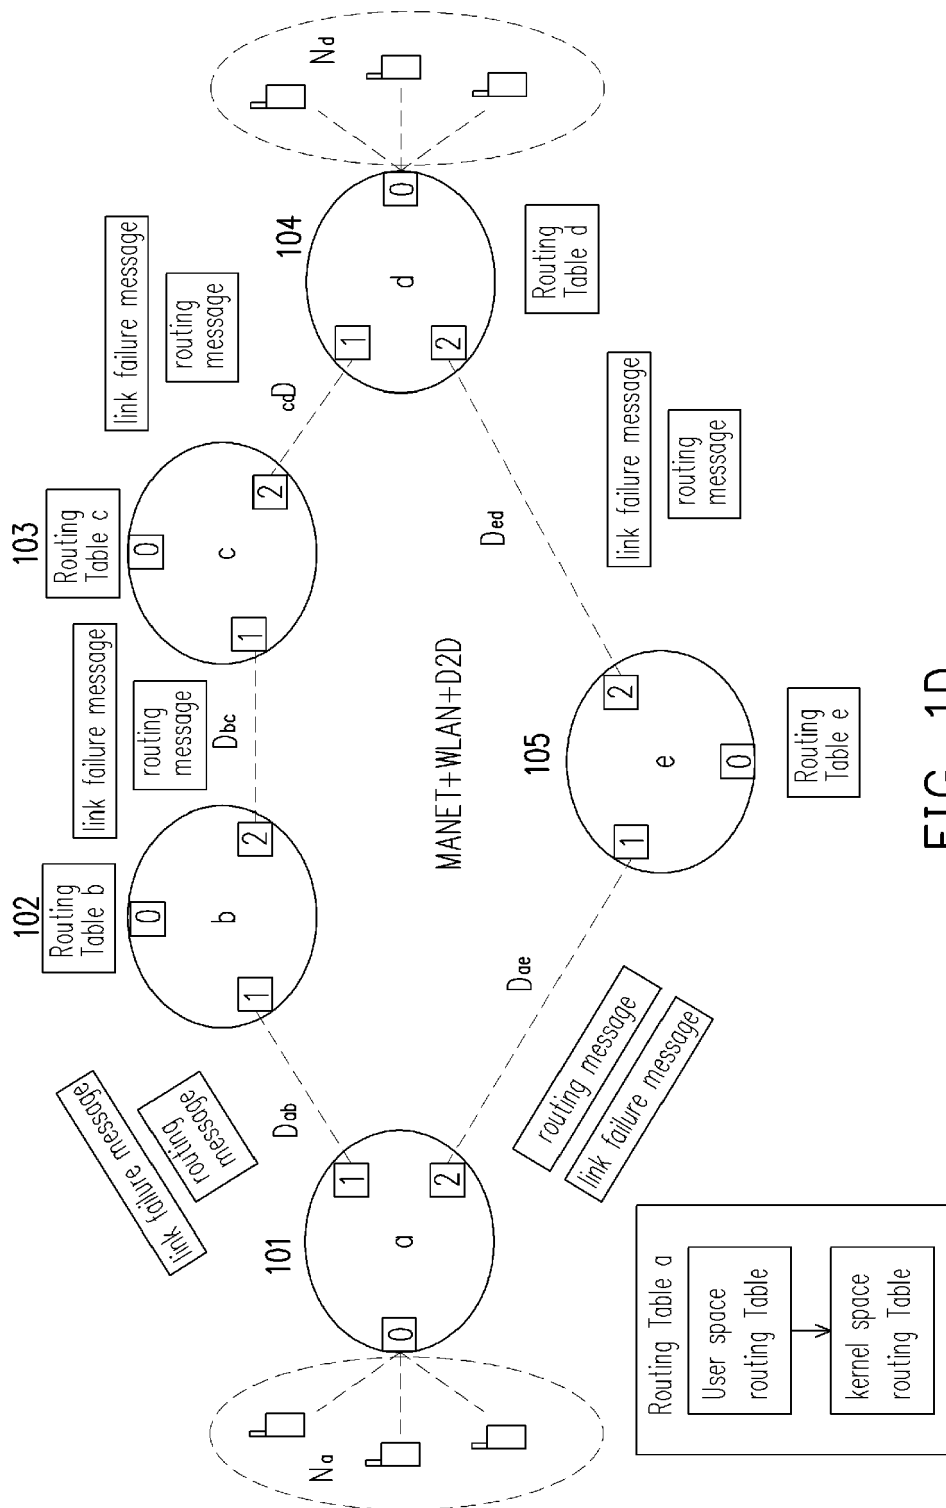 Na
0
101
a
1
2
Routing Table a
User space
routing Table
kernel space
routing Table
link failure message
routing
message
Dab
routing message
link failure message
Dae
102
Routing
Table b
0
b
1
2
link failure message
routing
message
Dbc
103
Routing
Table c
0
c
1
2
MANET+WLAN+D2D
105
e
1
2
0
Routing
Table e
link failure message
routing
message
cdD
Ded
link failure message
routing
message
104
d
1
2
0
Routing
Table d
Nd
FIG. 1D